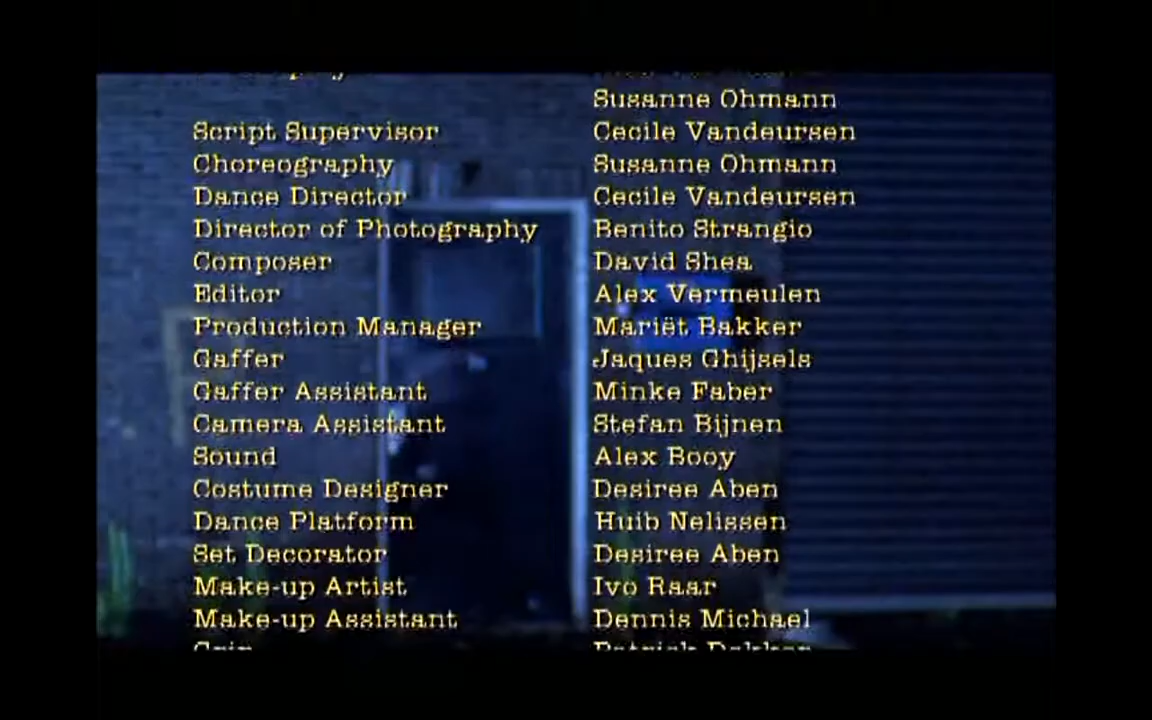 Susanne Ohmann
Script Supervisor Cecile Vandeursen
Choreography Susanne Ohmann
Dance Director Cecile Vandeursen
Director of Photography Benito Strangio
Composer David Shea
Editor Alex Vermeulen
Production Manager Mariët Bakker
Gaffer Jaques Ghijsels
Gaffer Assistant Minke Faber
Camera Assistant Stefan Bijnen
Sound Alex Booy
Costume Designer Desiree Aben
Dance Platform Huib Nelissen
Set Decorator Desiree Aben
Make-up Artist Ivo Raar
Make-up Assistant Dennis Michael